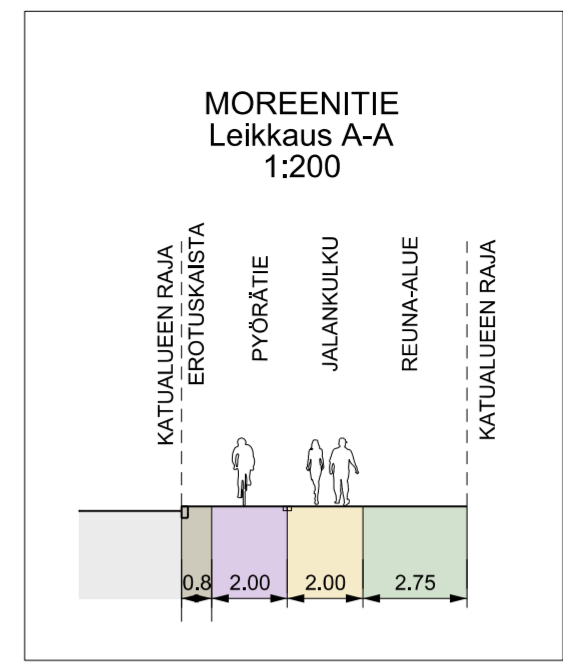 MOREENITIE
Leikkaus A-A
1:200
KATUALUEEN RAJA
EROTUSKAISTA
PYÖRÄTIE
JALANKULKU
REUNA-ALUE
KATUALUEEN RAJA
0.8
2.00
2.00
2.75